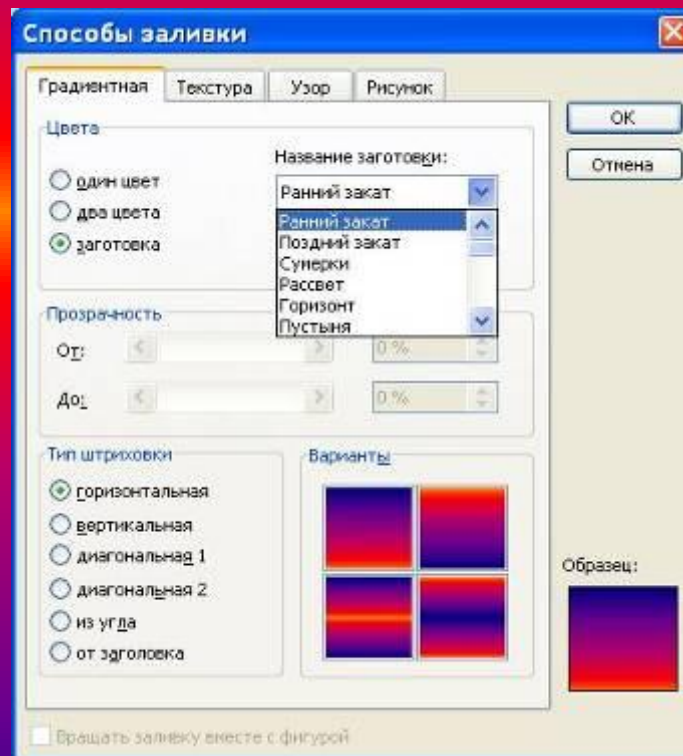 Способы заливки
Градиентная Текстура Узор Рисунок
Цвета
один цвет
два цвета
заготовка
Название заготовки:
Ранний закат
Ранний закат
Поздний закат
Сумерки
Рассвет
Горизонт
Пустыня
ОК
Отмена
Прозрачность
От: 0 %
До: 0 %
Тип штриховки
горизонтальная
вертикальная
диагональная 1
диагональная 2
из угла
от заголовка
Варианты
Образец:
Вращать заливку вместе с фигурой